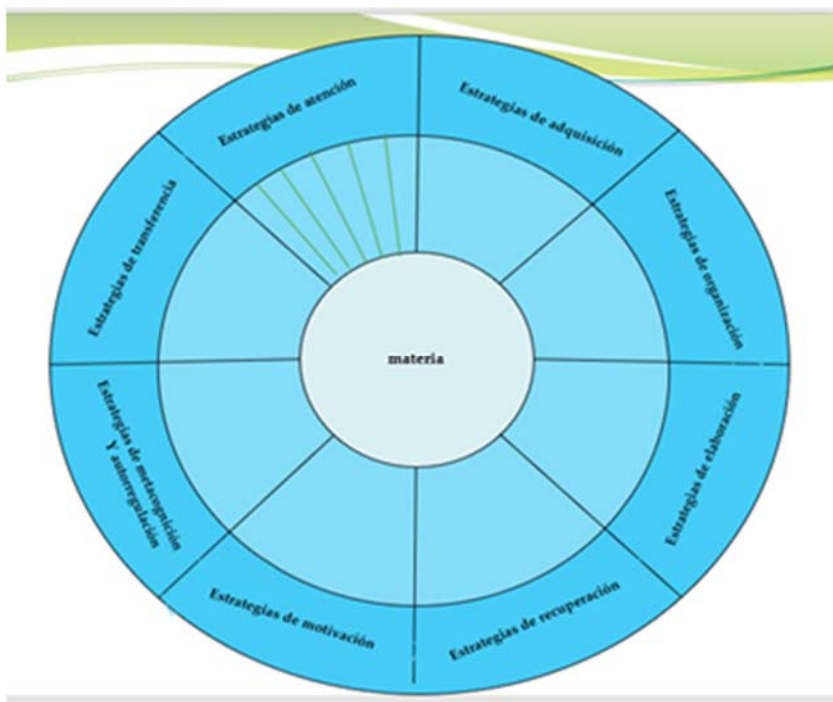 Estrategias de atención
Estrategias de adquisición
Estrategias de organización
Estrategias de elaboración
Estrategias de recuperación
Estrategias de motivación
Estrategias de metacognición
Y autorregulación
Estrategias de transferencia
materia